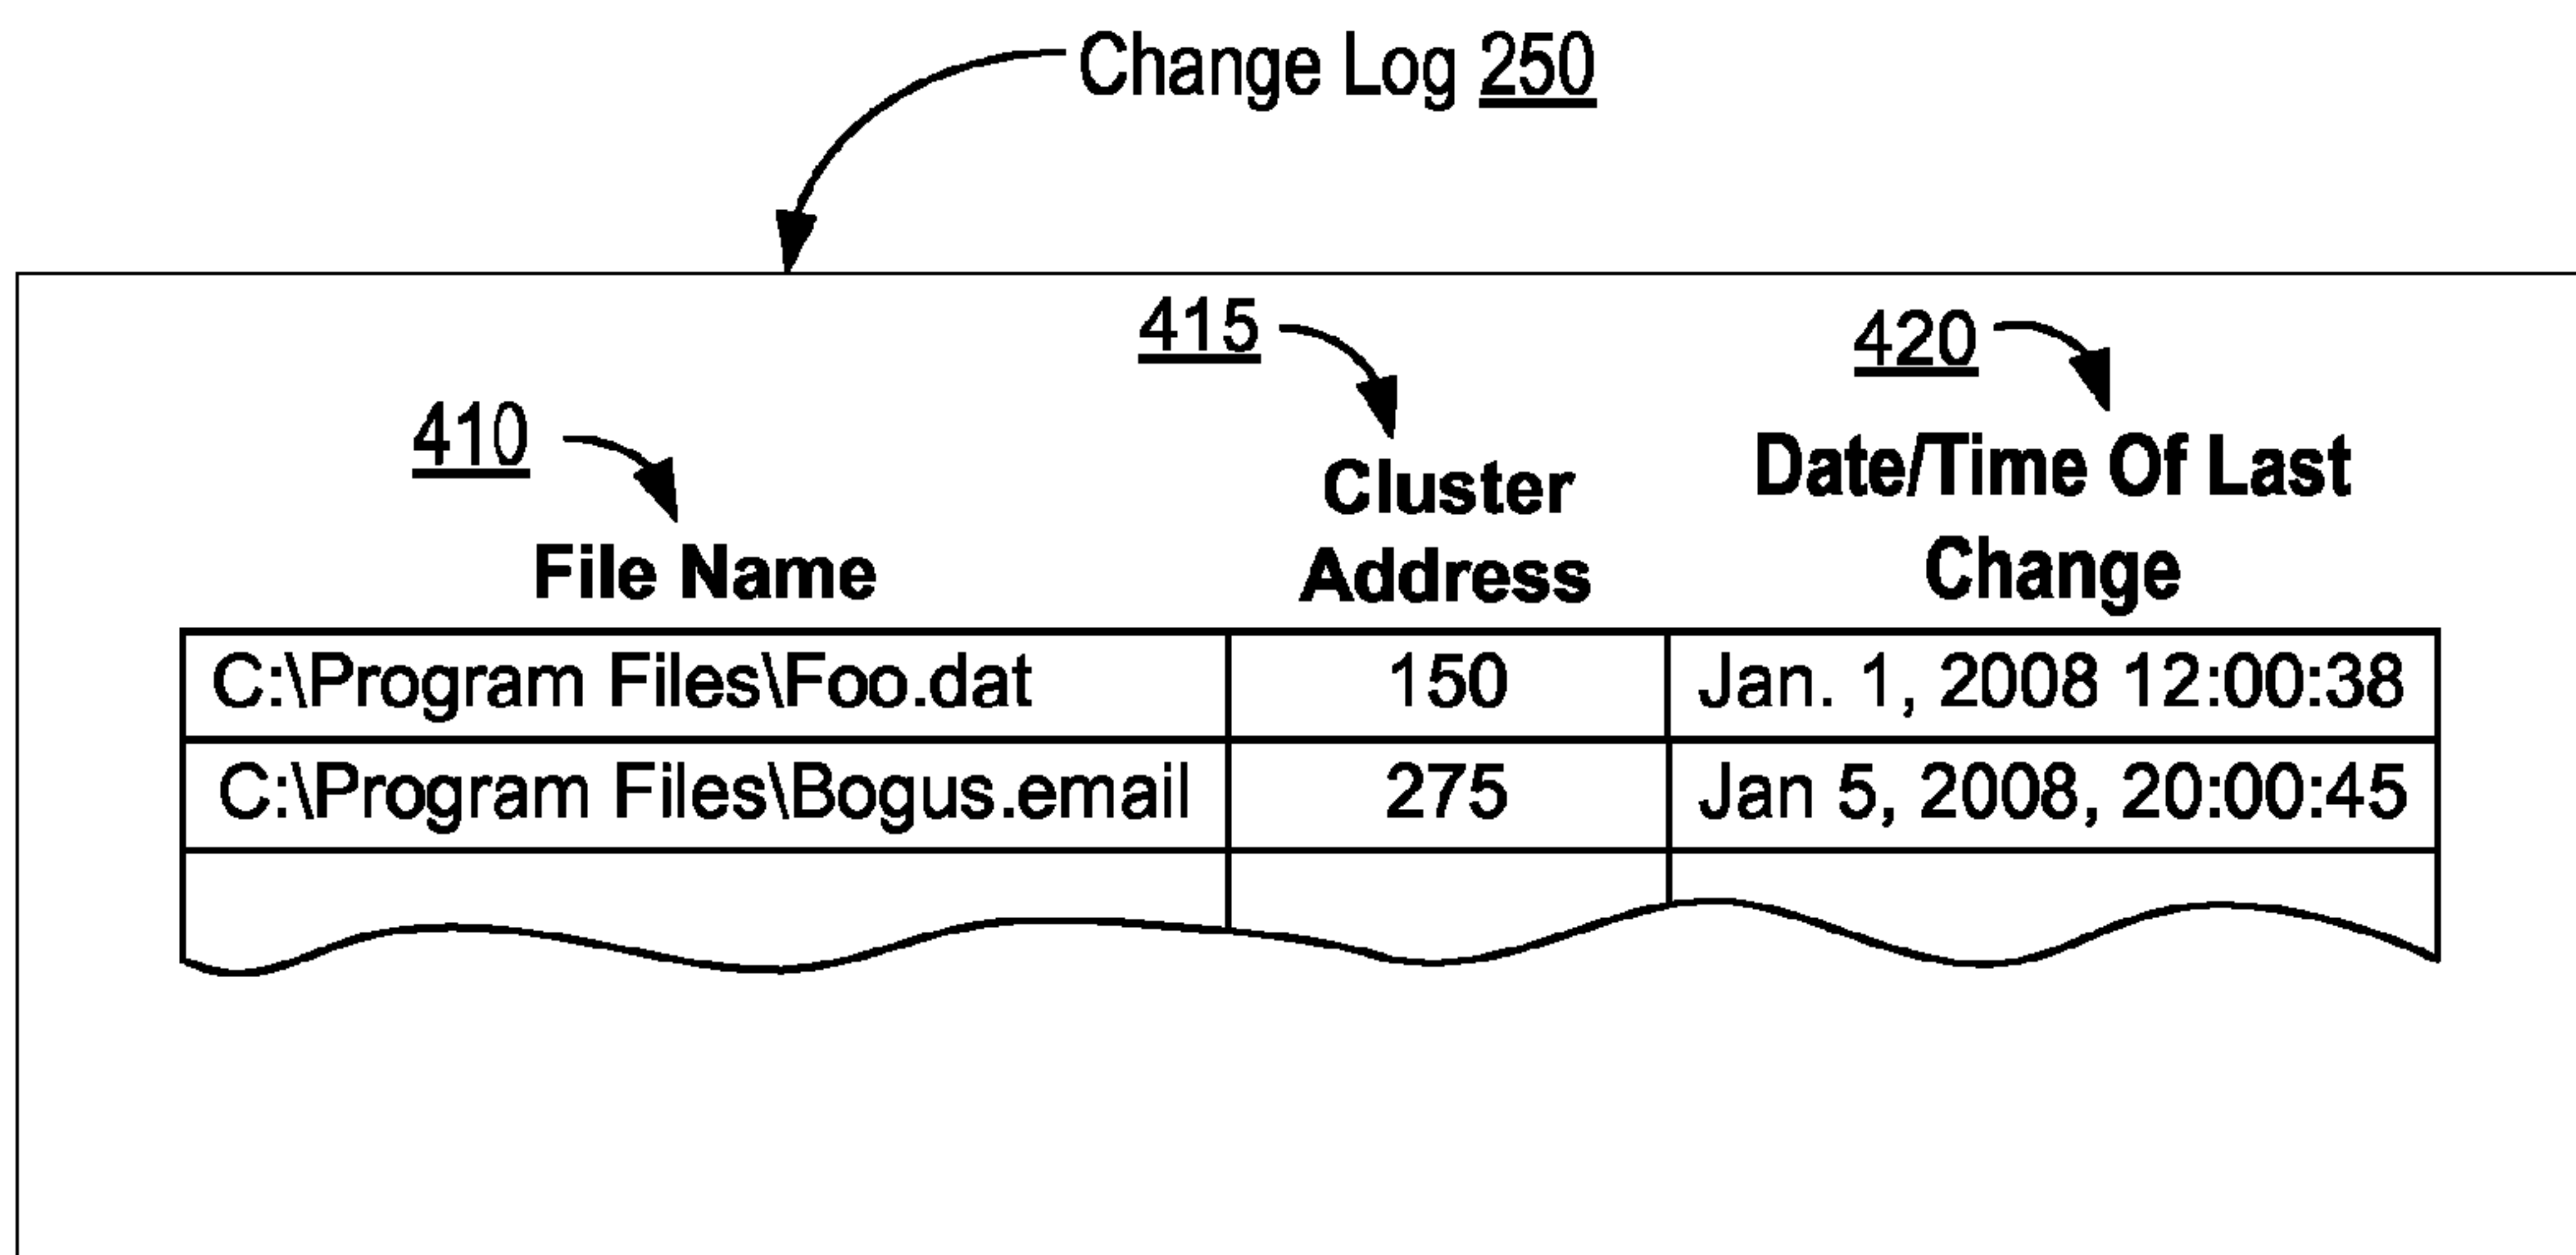 Change Log 250
415
420
410
Date/Time Of Last
Cluster
Change
File Name
Address
C:\Program Files\Foo.dat 150 Jan. 1, 2008 12:00:38
C:\Program Files\Bogus.email 275 Jan 5, 2008, 20:00:45